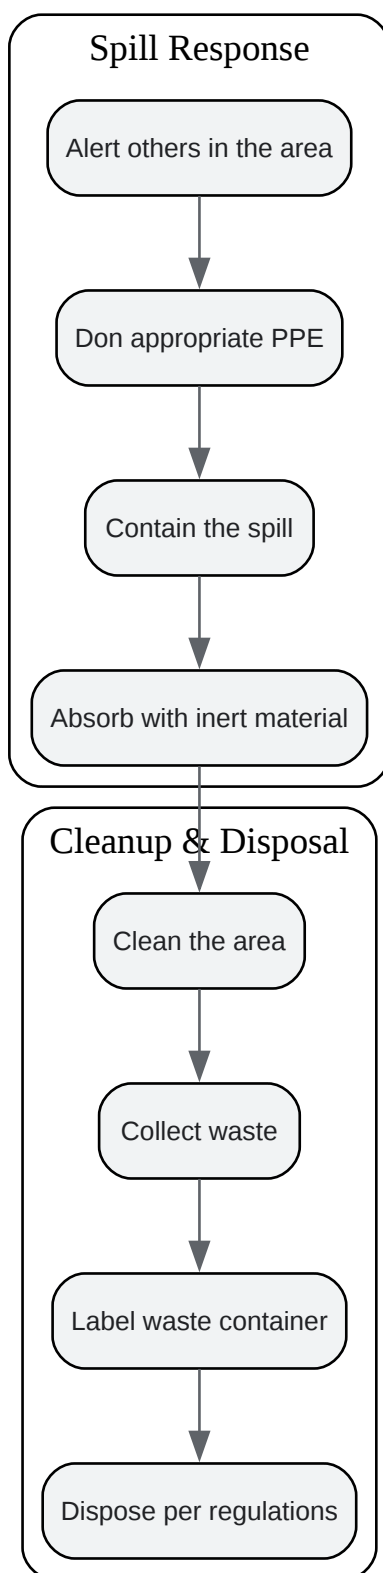 Spill Response
Alert others in the area
Don appropriate PPE
Contain the spill
Absorb with inert material
Cleanup & Disposal
Clean the area
Collect waste
Label waste container
Dispose per regulations